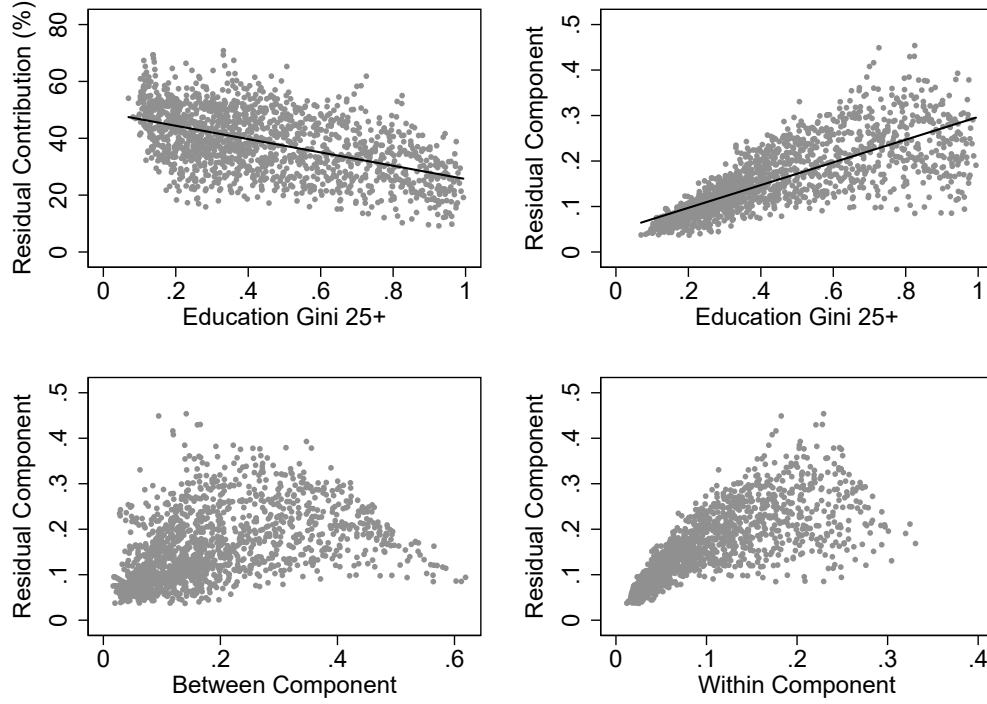 Residual Contribution (%)
80
60
40
20
0
0 .2 .4 .6 .8 1
Education Gini 25+
Residual Component
.5
.4
.3
.2
.1
0
0 .2 .4 .6 .8 1
Education Gini 25+
Residual Component
.5
.4
.3
.2
.1
0
0 .2 .4 .6
Between Component
Residual Component
.5
.4
.3
.2
.1
0
0 .1 .2 .3 .4
Within Component